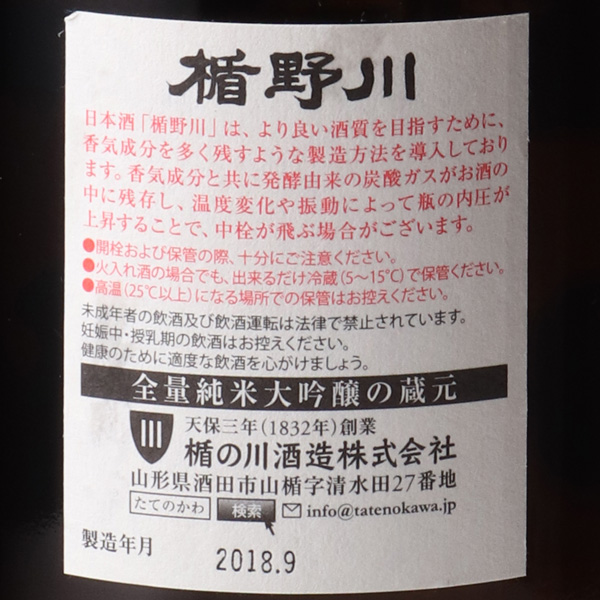 楯野川
日本酒「楯野川」は、より良い酒質を目指すために、
香気成分を多く残すような製造方法を導入しており
ます。香気成分と共に発酵由来の炭酸ガスがお酒の
中に残存し、温度変化や振動によって瓶の内圧が
上昇することで、中栓が飛ぶ場合がございます。
●開栓および保管の際、十分にご注意ください。
●火入れ酒の場合でも、出来るだけ冷蔵(5〜15℃)で保管ください。
●高温(25℃以上)になる場所での保管はお控えください。
未成年者の飲酒及び飲酒運転は法律で禁止されています。
妊娠中・授乳期の飲酒はお控えください。
健康のために適度な飲酒を心がけましょう。
全量純米大吟醸の蔵元
天保三年(1832年)創業
楯の川酒造株式会社
山形県酒田市山楯字清水田27番地
たてのかわ 検索 info@tatenokawa.jp
製造年月 2018.9